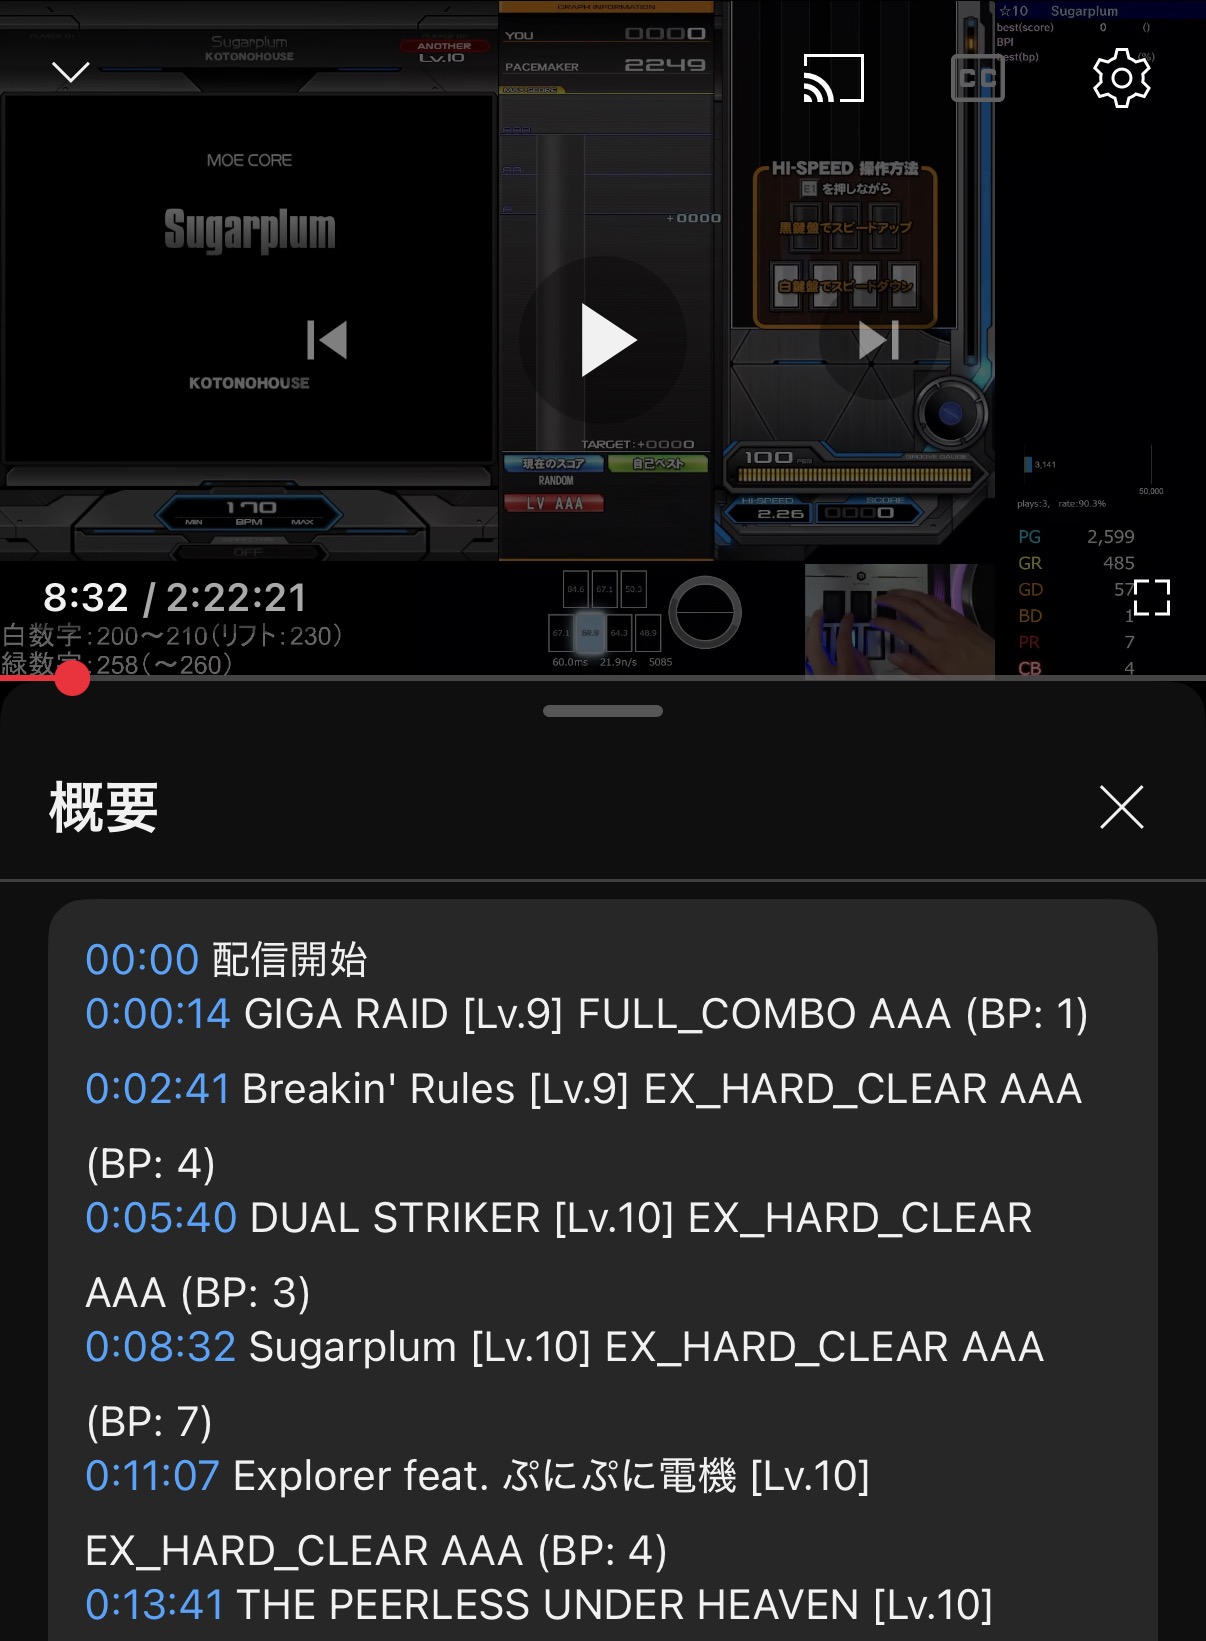 Sugarplum
KOTONOHOUSE
ANOTHER
Lv.10
MOE CORE
Sugarplum
KOTONOHOUSE
170
MIN BPM MAX
OFF
GRAPH INFORMATION
YOU 0000
PACEMAKER 2249
MAX SCORE
AAA
AA
+0000
TARGET:+0000
現在のスコア 自己ベスト
RANDOM
LV AAA
CC
HI-SPEED 操作方法
E1 を押しながら
黒鍵盤でスピードアップ
白鍵盤でスピードダウン
100
GROOVE GAUGE
HI-SPEED SCORE
2.26 0000
☆10 Sugarplum
best(score) 0 ()
BPI
best(bp) (%)
3,141
50,000
plays:3, rate:90.3%
PG 2,599
GR 485
GD 57
BD 1
PR 7
CB 4
8:32 / 2:22:21
白数字:200〜210(リフト:230)
緑数字:258(〜260)
84.6 67.1 50.3
67.1 64.3 48.9
60.0ms 21.9n/s 5085
概要
00:00 配信開始
0:00:14 GIGA RAID [Lv.9] FULL_COMBO AAA (BP: 1)
0:02:41 Breakin' Rules [Lv.9] EX_HARD_CLEAR AAA
(BP: 4)
0:05:40 DUAL STRIKER [Lv.10] EX_HARD_CLEAR
AAA (BP: 3)
0:08:32 Sugarplum [Lv.10] EX_HARD_CLEAR AAA
(BP: 7)
0:11:07 Explorer feat. ぷにぷに電機 [Lv.10]
EX_HARD_CLEAR AAA (BP: 4)
0:13:41 THE PEERLESS UNDER HEAVEN [Lv.10]